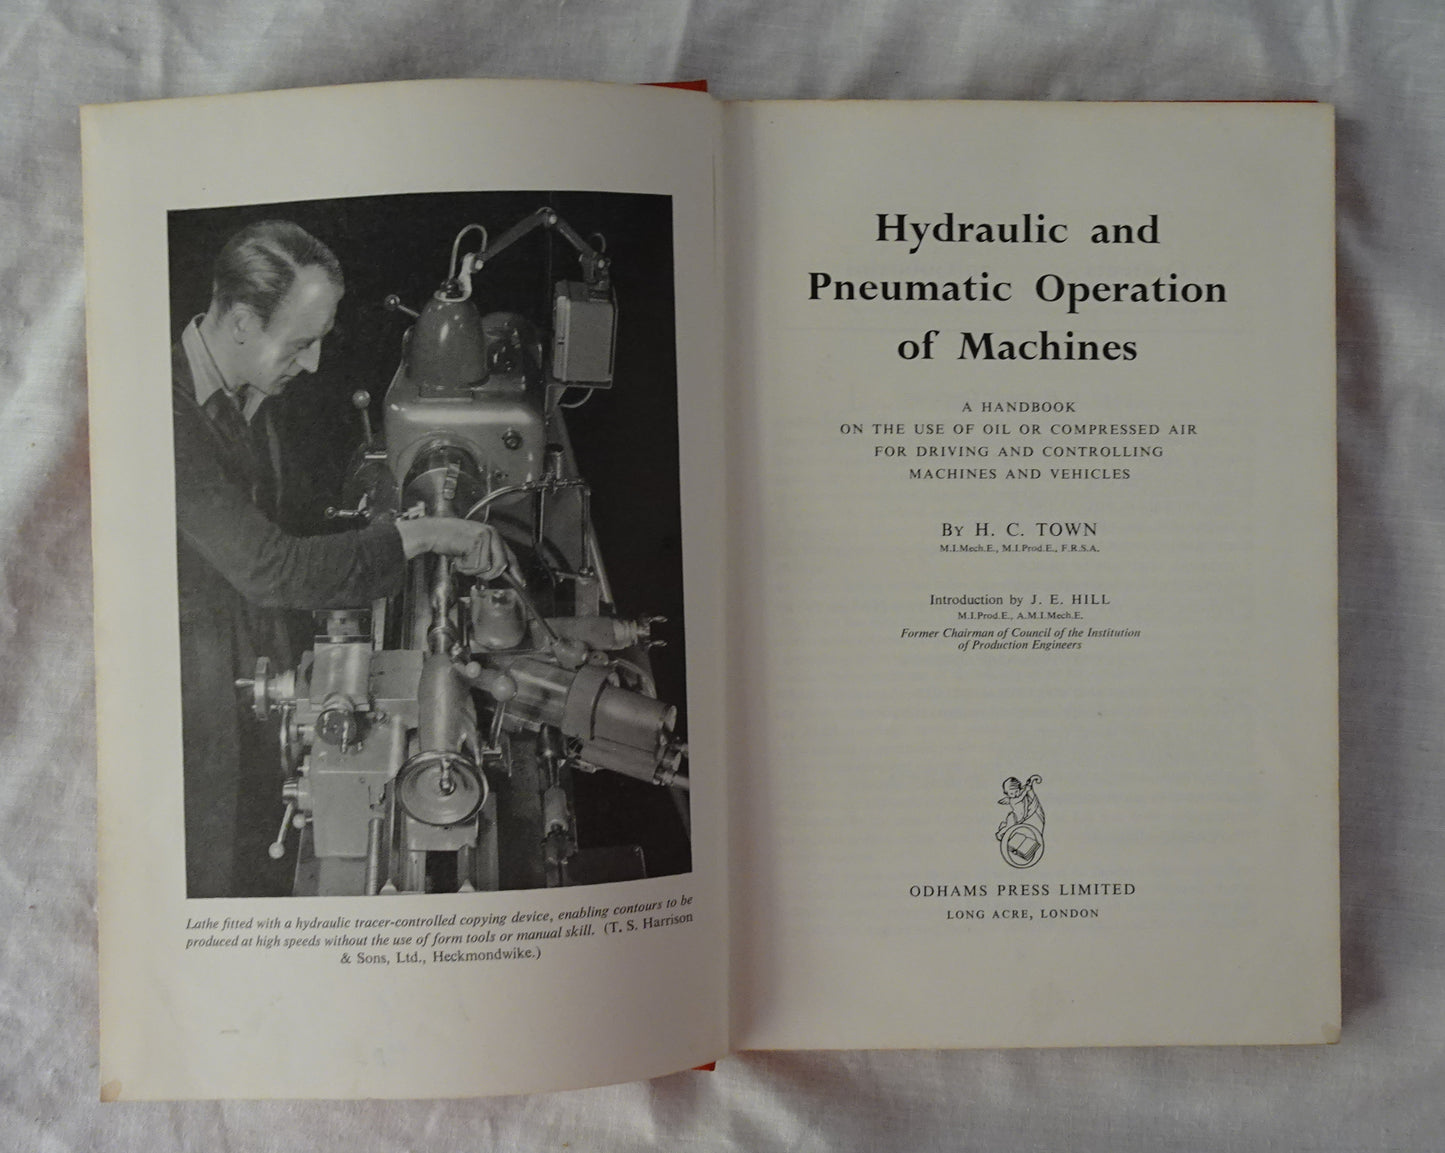 Lathe fitted with a hydraulic tracer-controlled copying device, enabling contours to be
produced at high speeds without the use of form tools or manual skill. (T. S. Harrison
& Sons, Ltd., Heckmondwike.)
Hydraulic and
Pneumatic Operation
of Machines
A HANDBOOK
ON THE USE OF OIL OR COMPRESSED AIR
FOR DRIVING AND CONTROLLING
MACHINES AND VEHICLES
By H. C. TOWN
M.I.Mech.E., M.I.Prod.E., F.R.S.A.
Introduction by J. E. HILL
M.I.Prod.E., A.M.I.Mech.E.
Former Chairman of Council of the Institution
of Production Engineers
ODHAMS PRESS LIMITED
LONG ACRE, LONDON